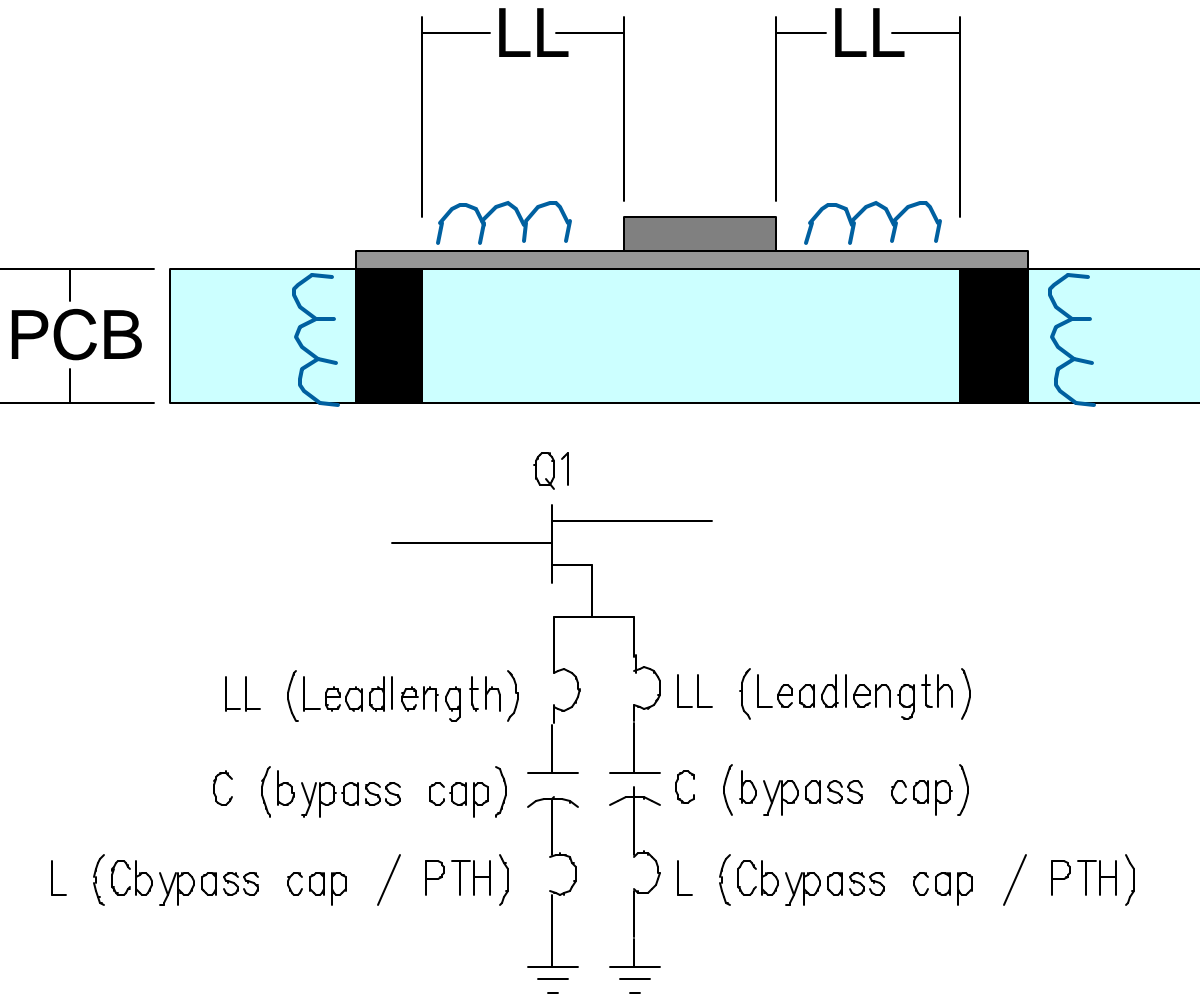 LL LL
PCB
Q1
LL (Leadlength) LL (Leadlength)
C (bypass cap) C (bypass cap)
L (Cbypass cap / PTH) L (Cbypass cap / PTH)